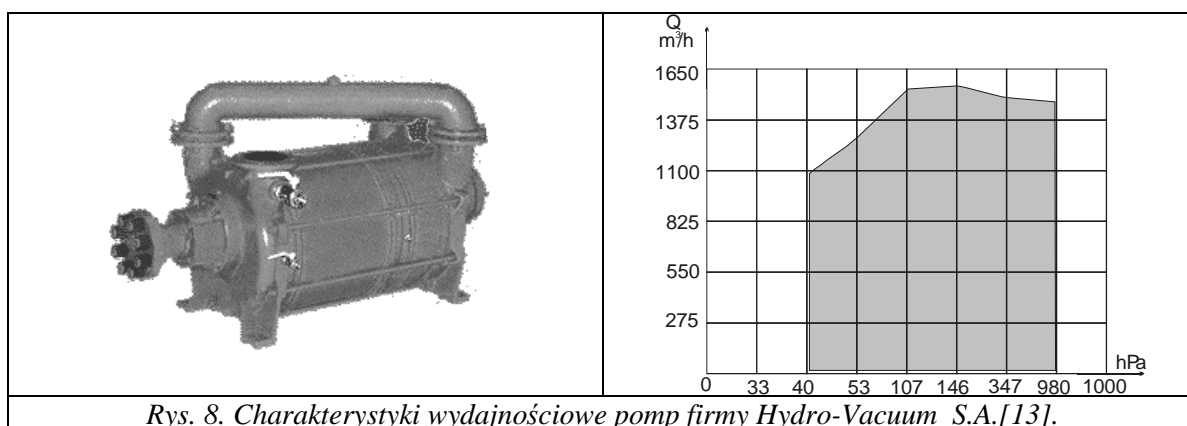 Q
m³/h
1650
1375
1100
825
550
275
hPa
0 33 40 53 107 146 347 980 1000
Rys. 8. Charakterystyki wydajnościowe pomp firmy Hydro-Vacuum S.A.[13].